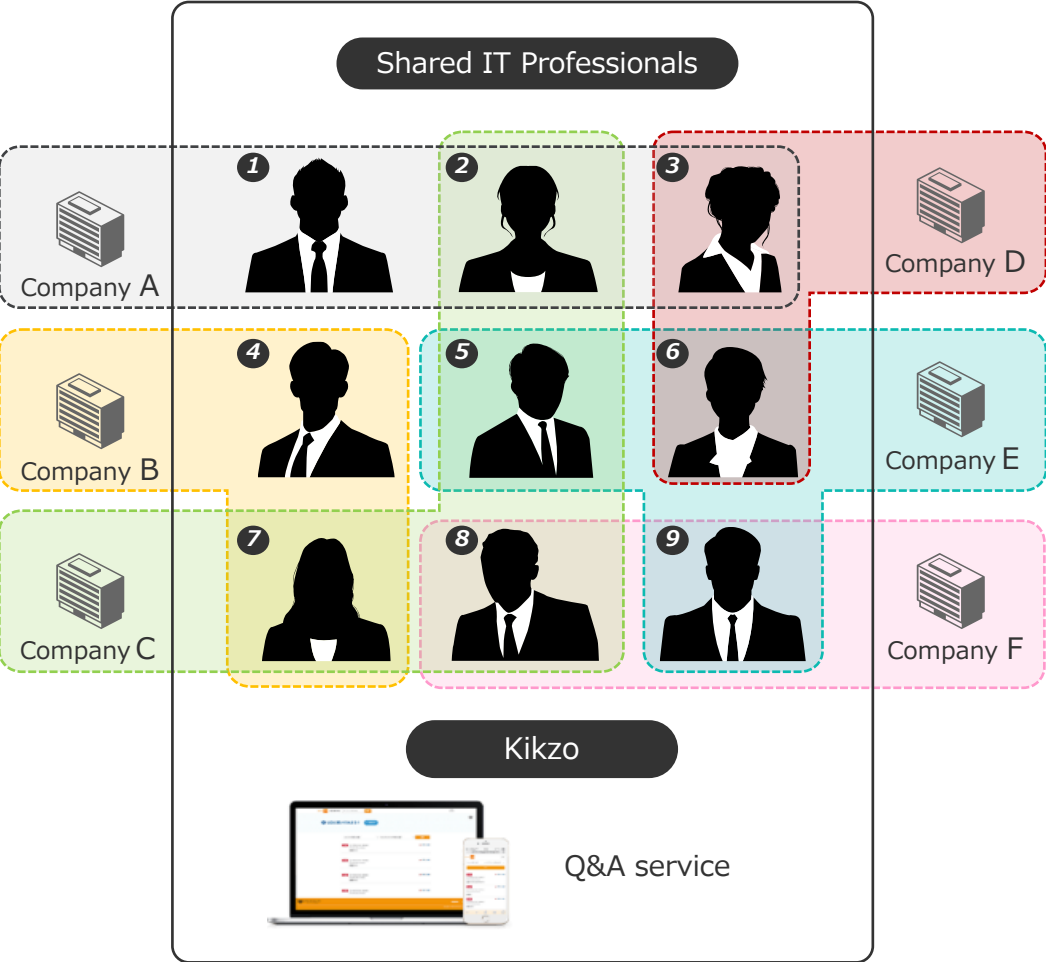 Shared IT Professionals
1
2
3
Company A
Company D
4
5
6
Company B
Company E
7
8
9
Company C
Company F
Kikzo
Q&A service